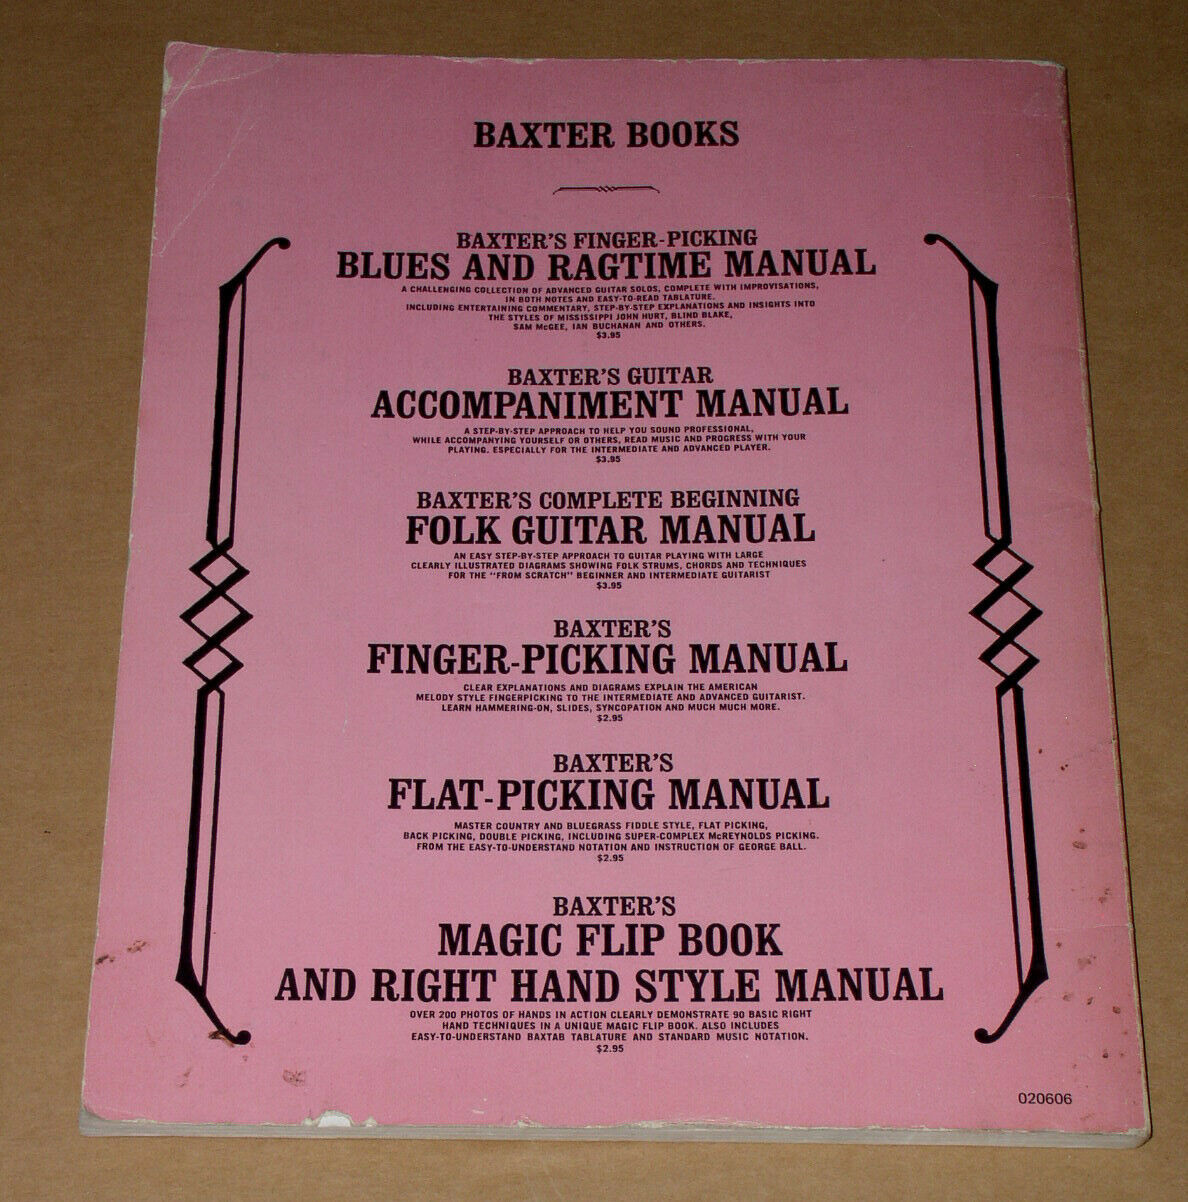 BAXTER BOOKS
BAXTER'S FINGER-PICKING
BLUES AND RAGTIME MANUAL
A CHALLENGING COLLECTION OF ADVANCED GUITAR SOLOS, COMPLETE WITH IMPROVISATIONS,
IN BOTH NOTES AND EASY-TO-READ TABLATURE.
INCLUDING ENTERTAINING COMMENTARY, STEP-BY-STEP EXPLANATIONS AND INSIGHTS INTO
THE STYLES OF MISSISSIPPI JOHN HURT, BLIND BLAKE,
SAM McGEE, IAN BUCHANAN AND OTHERS.
$3.95
BAXTER'S GUITAR
ACCOMPANIMENT MANUAL
A STEP-BY-STEP APPROACH TO HELP YOU SOUND PROFESSIONAL,
WHILE ACCOMPANYING YOURSELF OR OTHERS, READ MUSIC AND PROGRESS WITH YOUR
PLAYING. ESPECIALLY FOR THE INTERMEDIATE AND ADVANCED PLAYER.
$3.95
BAXTER'S COMPLETE BEGINNING
FOLK GUITAR MANUAL
AN EASY STEP-BY-STEP APPROACH TO GUITAR PLAYING WITH LARGE
CLEARLY ILLUSTRATED DIAGRAMS SHOWING FOLK STRUMS, CHORDS AND TECHNIQUES
FOR THE "FROM SCRATCH" BEGINNER AND INTERMEDIATE GUITARIST
$3.95
BAXTER'S
FINGER-PICKING MANUAL
CLEAR EXPLANATIONS AND DIAGRAMS EXPLAIN THE AMERICAN
MELODY STYLE FINGERPICKING TO THE INTERMEDIATE AND ADVANCED GUITARIST.
LEARN HAMMERING-ON, SLIDES, SYNCOPATION AND MUCH MUCH MORE.
$2.95
BAXTER'S
FLAT-PICKING MANUAL
MASTER COUNTRY AND BLUEGRASS FIDDLE STYLE, FLAT PICKING,
BACK PICKING, DOUBLE PICKING, INCLUDING SUPER-COMPLEX McREYNOLDS PICKING.
FROM THE EASY-TO-UNDERSTAND NOTATION AND INSTRUCTION OF GEORGE BALL.
$2.95
BAXTER'S
MAGIC FLIP BOOK
AND RIGHT HAND STYLE MANUAL
OVER 200 PHOTOS OF HANDS IN ACTION CLEARLY DEMONSTRATE 90 BASIC RIGHT
HAND TECHNIQUES IN A UNIQUE MAGIC FLIP BOOK. ALSO INCLUDES
EASY-TO-UNDERSTAND BAXTAB TABLATURE AND STANDARD MUSIC NOTATION.
$2.95
020606